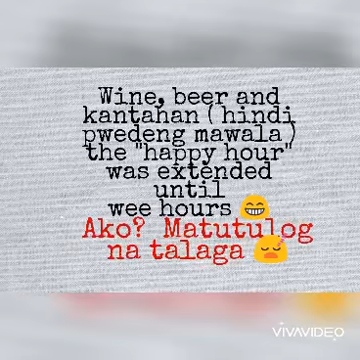 Wine, beer and
kantahan ( hindi
pwedeng mawala )
the "happy hour"
was extended
until
wee hours 😁
Ako? Matutulog
na talaga 😴
VIVAVIDEO